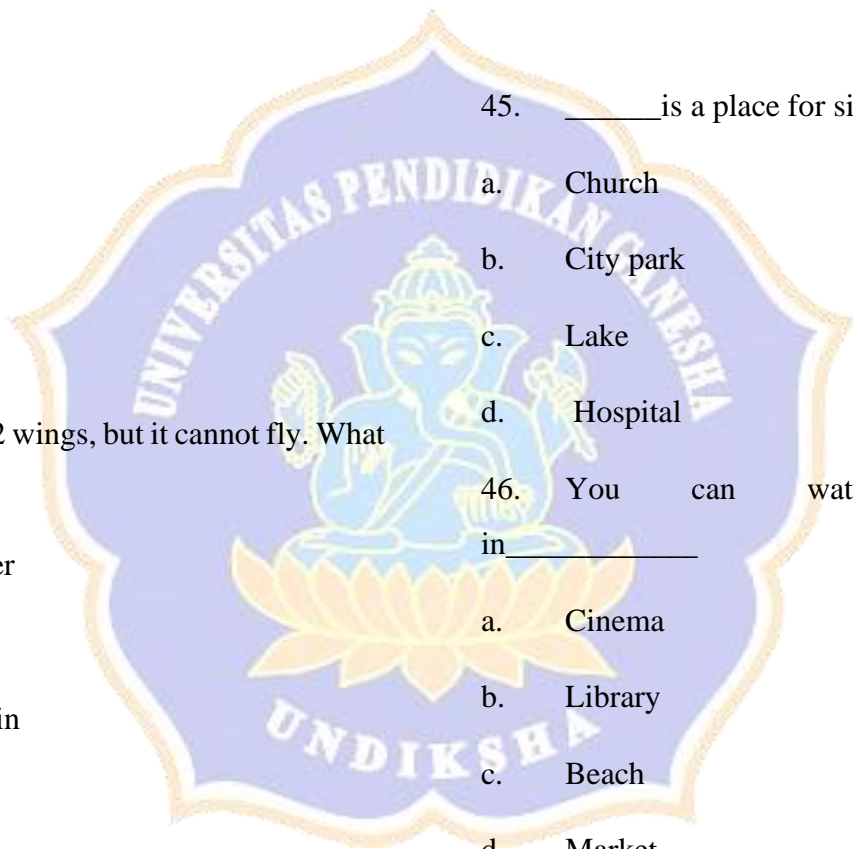 2 wings, but it cannot fly. What
er
in
45. ______is a place for si
a. Church
b. City park
c. Lake
d. Hospital
46. You can wat
in____________
a. Cinema
b. Library
c. Beach
d. Market
UNIVERSITAS PENDIDIKAN GANESHA
UNDIKSHA